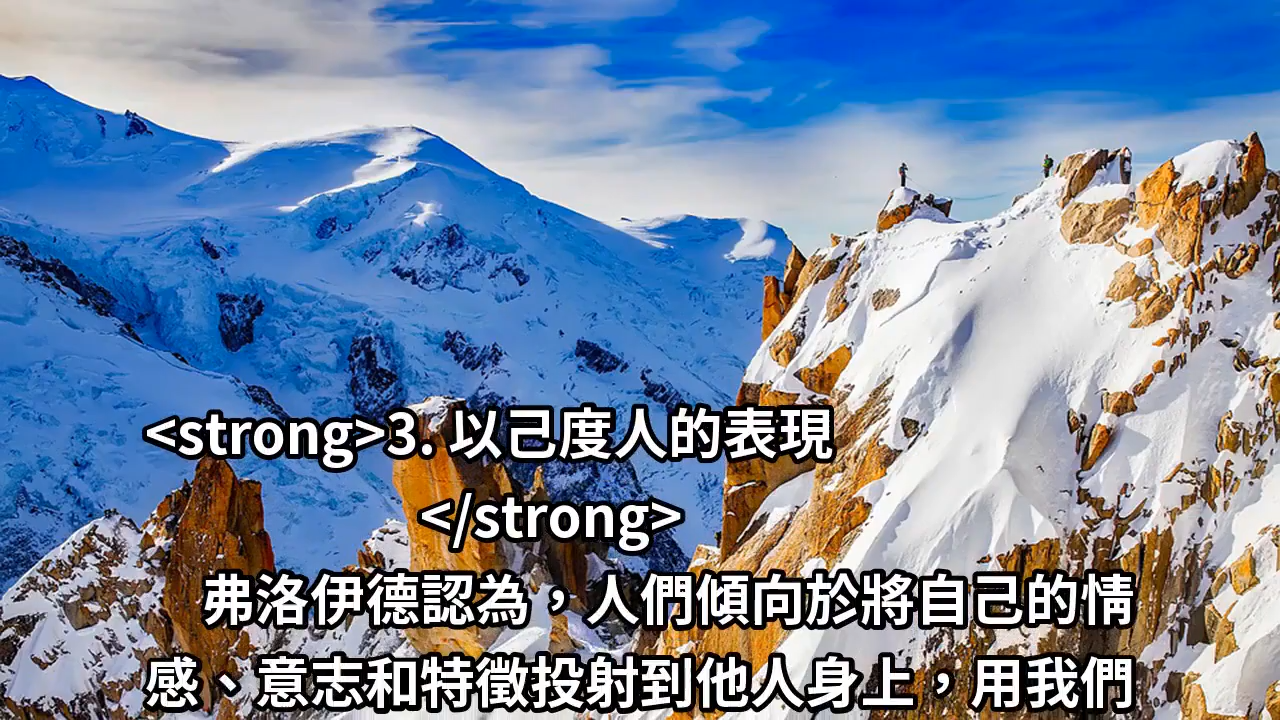 <strong>3. 以己度人的表現
</strong>
弗洛伊德認為，人們傾向於將自己的情
感、意志和特徵投射到他人身上，用我們